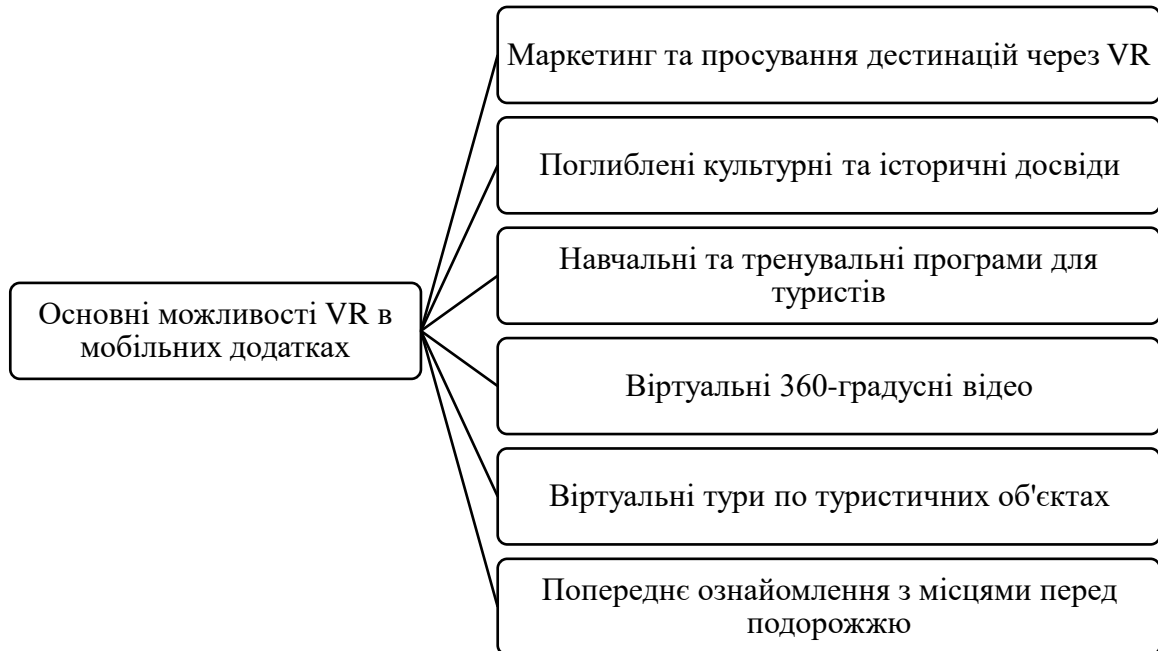 Основні можливості VR в
мобільних додатках
Маркетинг та просування дестинацій через VR
Поглиблені культурні та історичні досвіди
Навчальні та тренувальні програми для
туристів
Віртуальні 360-градусні відео
Віртуальні тури по туристичних об'єктах
Попереднє ознайомлення з місцями перед
подорожжю